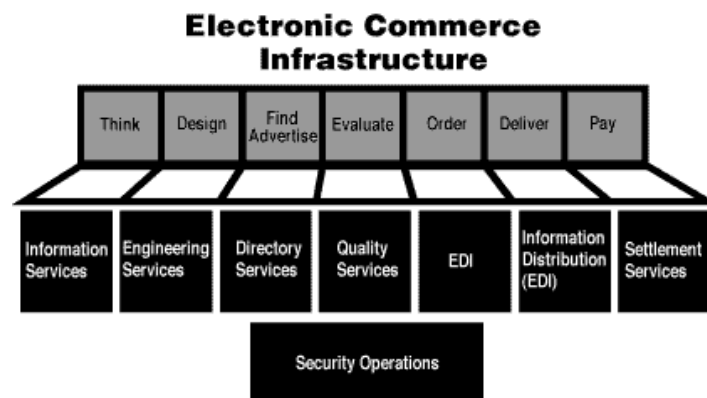 Electronic Commerce
Infrastructure
Think
Design
Find
Advertise
Evaluate
Order
Deliver
Pay
Information
Services
Engineering
Services
Directory
Services
Quality
Services
EDI
Information
Distribution
(EDI)
Settlement
Services
Security Operations